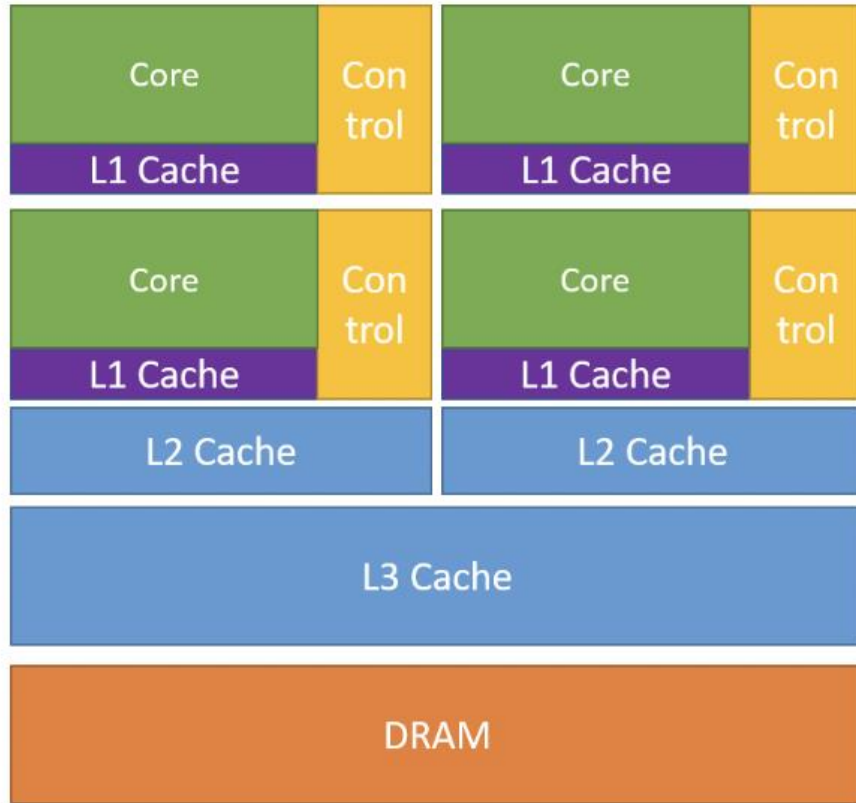 Core
Con
trol
L1 Cache
Core
Con
trol
L1 Cache
Core
Con
trol
L1 Cache
Core
Con
trol
L1 Cache
L2 Cache
L2 Cache
L3 Cache
DRAM